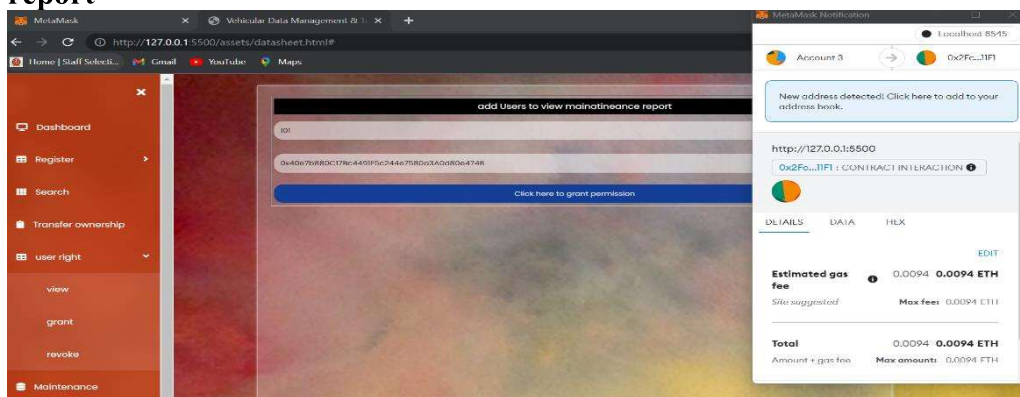 report
MetaMask
Vehicular Data Management & T
http://127.0.0.1:5500/assets/datasheet.html#
Home | Staff Selecti... Gmail YouTube Maps
Dashboard
Register
Search
Transfer ownership
user right
view
grant
revoke
Maintenance
add Users to view mainatineance report
101
Click here to grant permission
MetaMask Notification
Localhost 8545
Account 3 0x2Fc...11F1
New address detected! Click here to add to your
address book.
http://127.0.0.1:5500
0x2Fc...11F1 : CONTRACT INTERACTION
DETAILS DATA HEX
EDIT
Estimated gas 0.0094 0.0094 ETH
fee
Site suggested Max fee: 0.0094 ETH
Total 0.0094 0.0094 ETH
Amount + gas fee Max amount: 0.0094 ETH